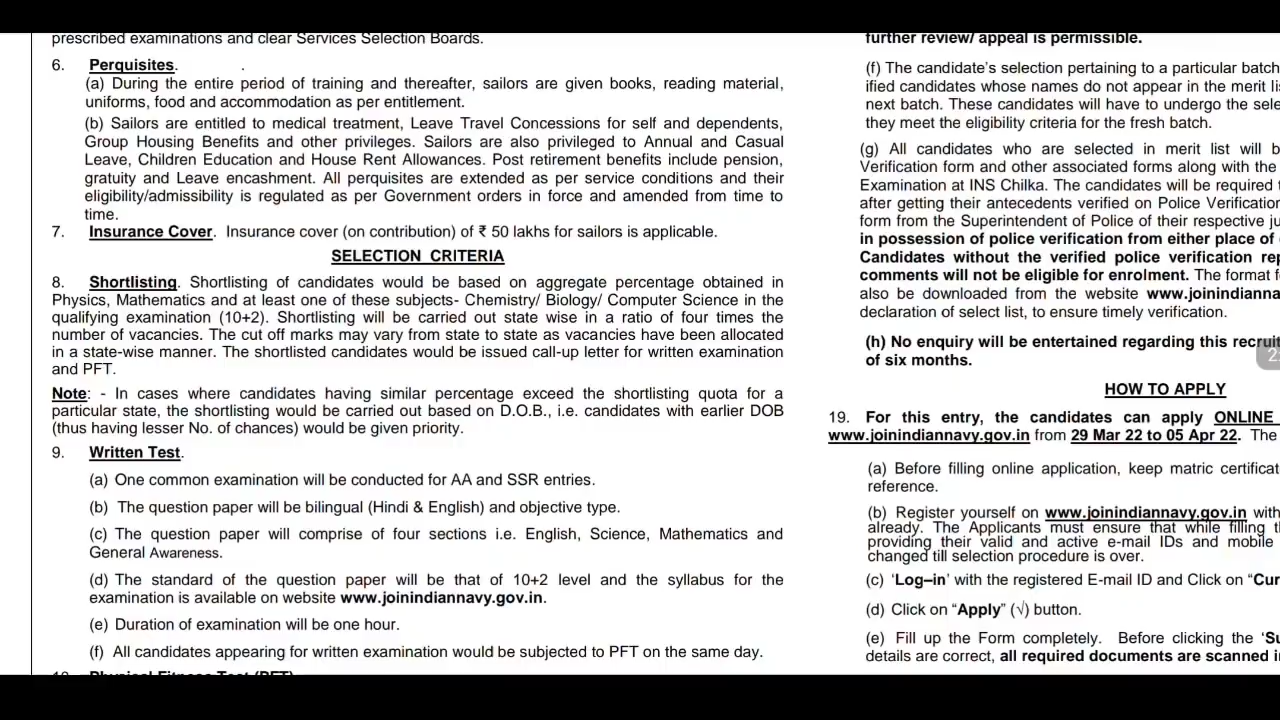 prescribed examinations and clear Services Selection Boards.
6. Perquisites. .
(a) During the entire period of training and thereafter, sailors are given books, reading material,
uniforms, food and accommodation as per entitlement.
(b) Sailors are entitled to medical treatment, Leave Travel Concessions for self and dependents,
Group Housing Benefits and other privileges. Sailors are also privileged to Annual and Casual
Leave, Children Education and House Rent Allowances. Post retirement benefits include pension,
gratuity and Leave encashment. All perquisites are extended as per service conditions and their
eligibility/admissibility is regulated as per Government orders in force and amended from time to
time.
7. Insurance Cover. Insurance cover (on contribution) of ₹ 50 lakhs for sailors is applicable.
SELECTION CRITERIA
8. Shortlisting. Shortlisting of candidates would be based on aggregate percentage obtained in
Physics, Mathematics and at least one of these subjects- Chemistry/ Biology/ Computer Science in the
qualifying examination (10+2). Shortlisting will be carried out state wise in a ratio of four times the
number of vacancies. The cut off marks may vary from state to state as vacancies have been allocated
in a state-wise manner. The shortlisted candidates would be issued call-up letter for written examination
and PFT.
Note: - In cases where candidates having similar percentage exceed the shortlisting quota for a
particular state, the shortlisting would be carried out based on D.O.B., i.e. candidates with earlier DOB
(thus having lesser No. of chances) would be given priority.
9. Written Test.
(a) One common examination will be conducted for AA and SSR entries.
(b) The question paper will be bilingual (Hindi & English) and objective type.
(c) The question paper will comprise of four sections i.e. English, Science, Mathematics and
General Awareness.
(d) The standard of the question paper will be that of 10+2 level and the syllabus for the
examination is available on website www.joinindiannavy.gov.in.
(e) Duration of examination will be one hour.
(f) All candidates appearing for written examination would be subjected to PFT on the same day.
10. Physical Fitness Test (PFT)
further review/ appeal is permissible.
(f) The candidate's selection pertaining to a particular batch
ified candidates whose names do not appear in the merit
next batch. These candidates will have to undergo the
they meet the eligibility criteria for the fresh batch.
(g) All candidates who are selected in merit list will
Verification form and other associated forms along with the
Examination at INS Chilka. The candidates will be required
after getting their antecedents verified on Police Verification
form from the Superintendent of Police of their respective
in possession of police verification from either place of
Candidates without the verified police verification
comments will not be eligible for enrolment. The format
also be downloaded from the website www.joinindianna
declaration of select list, to ensure timely verification.
(h) No enquiry will be entertained regarding this
of six months.
HOW TO APPLY
19. For this entry, the candidates can apply ONLINE
www.joinindiannavy.gov.in from 29 Mar 22 to 05 Apr 22. The
(a) Before filling online application, keep matric
reference.
(b) Register yourself on www.joinindiannavy.gov.in with
already. The Applicants must ensure that while filling
providing their valid and active e-mail IDs and mobile
changed till selection procedure is over.
(c) 'Log–in' with the registered E-mail ID and Click on "Cur
(d) Click on "Apply" (√) button.
(e) Fill up the Form completely. Before clicking the 'Su
details are correct, all required documents are scanned